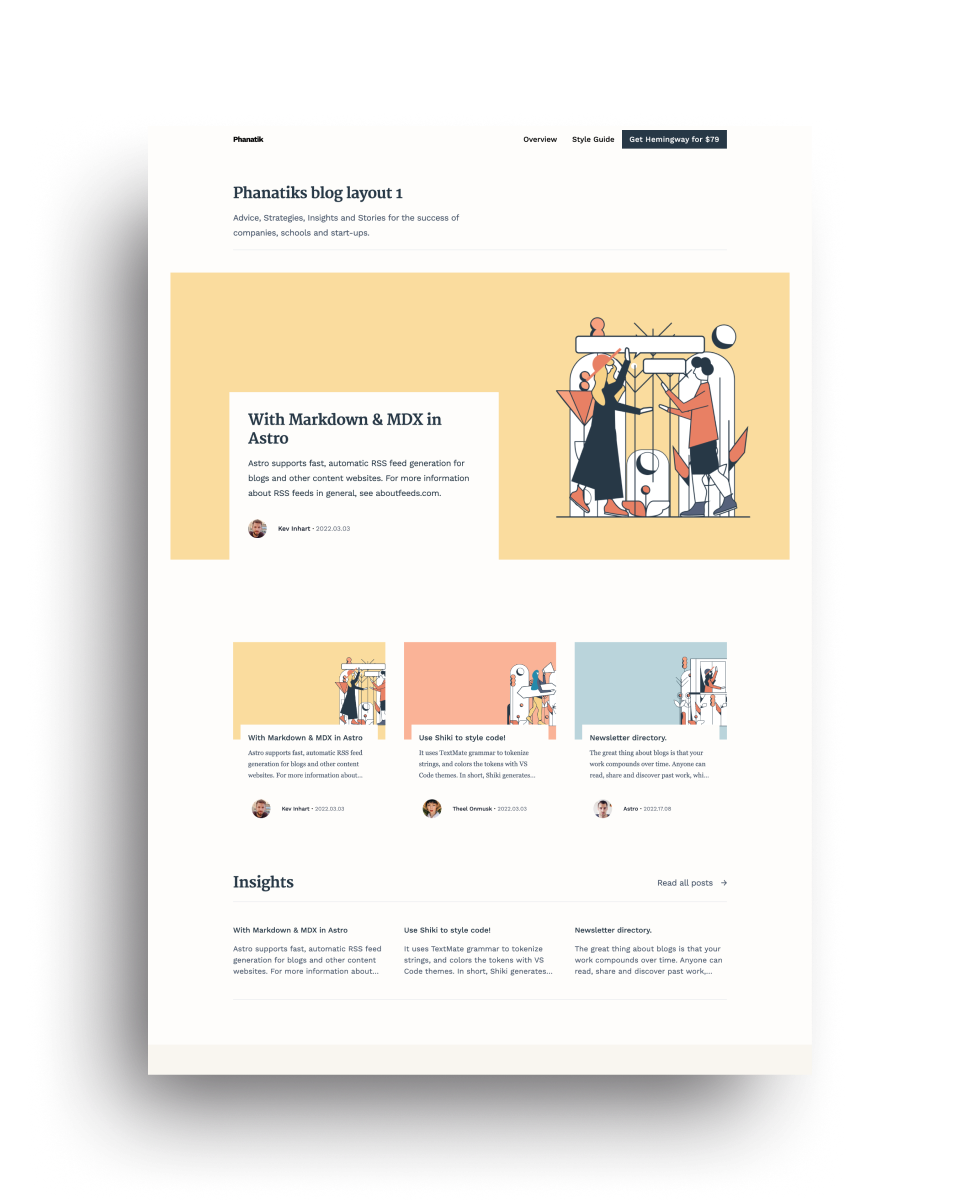 Phanatik
Overview Style Guide Get Hemingway for $79
Phanatiks blog layout 1
Advice, Strategies, Insights and Stories for the success of
companies, schools and start-ups.
With Markdown & MDX in
Astro
Astro supports fast, automatic RSS feed generation for
blogs and other content websites. For more information
about RSS feeds in general, see aboutfeeds.com.
Kev Inhart · 2022.03.03
With Markdown & MDX in Astro
Astro supports fast, automatic RSS feed
generation for blogs and other content
websites. For more information about...
Kev Inhart · 2022.03.03
Use Shiki to style code!
It uses TextMate grammar to tokenize
strings, and colors the tokens with VS
Code themes. In short, Shiki generates...
Theel Onmusk · 2022.03.03
Newsletter directory.
The great thing about blogs is that your
work compounds over time. Anyone can
read, share and discover past work, whi...
Astro · 2022.17.08
Insights
Read all posts →
With Markdown & MDX in Astro
Astro supports fast, automatic RSS feed
generation for blogs and other content
websites. For more information about...
Use Shiki to style code!
It uses TextMate grammar to tokenize
strings, and colors the tokens with VS
Code themes. In short, Shiki generates...
Newsletter directory.
The great thing about blogs is that your
work compounds over time. Anyone can
read, share and discover past work,...